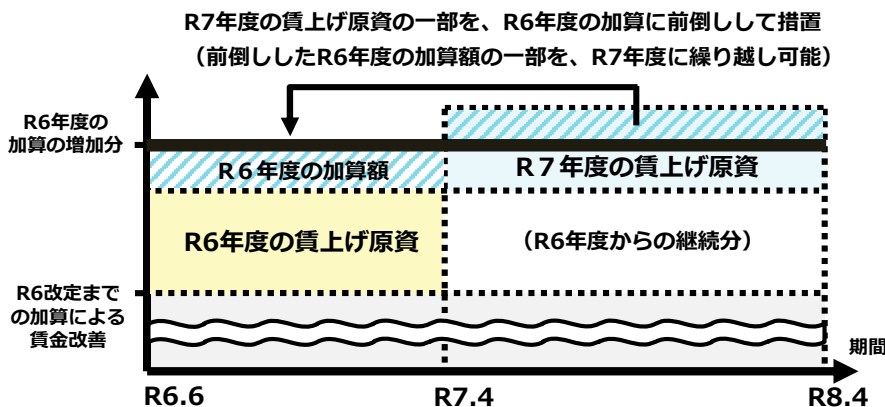 R7年度の賃上げ原資の一部を、R6年度の加算に前倒しして措置
（前倒ししたR6年度の加算額の一部を、R7年度に繰り越し可能）
R6年度の
加算の増加分
R６年度の加算額
R７年度の賃上げ原資
R6年度の賃上げ原資
（R6年度からの継続分）
R6改定まで
の加算による
賃金改善
期間
R6.6
R7.4
R8.4